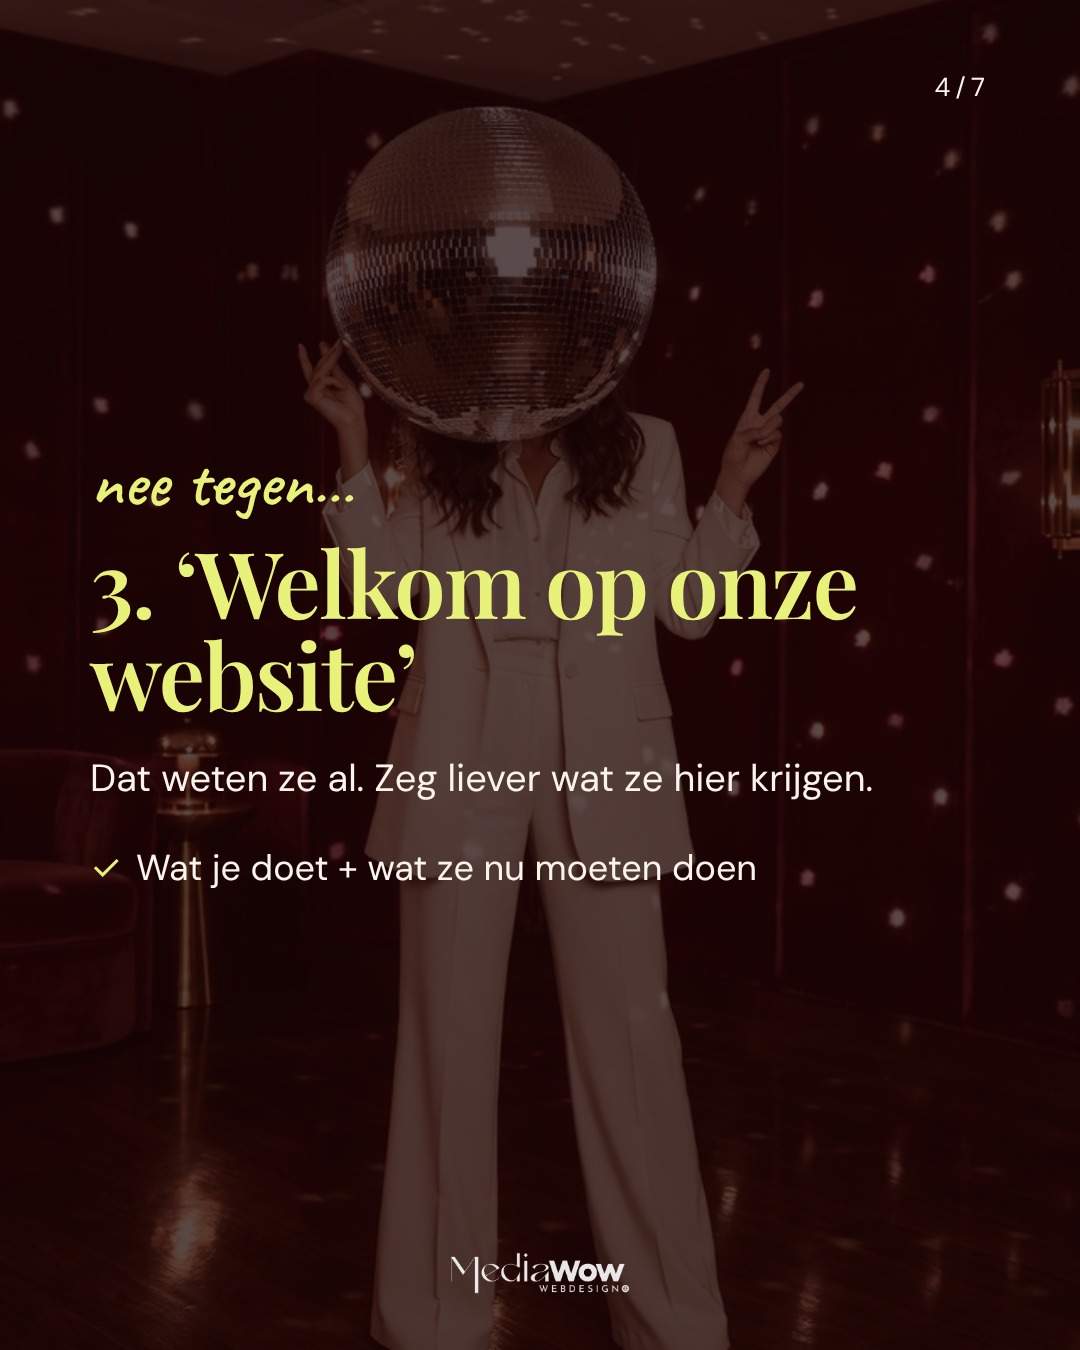 4 / 7
nee tegen...
3. ‘Welkom op onze
website’
Dat weten ze al. Zeg liever wat ze hier krijgen.
✓ Wat je doet + wat ze nu moeten doen
MediaWow
WEBDESIGN